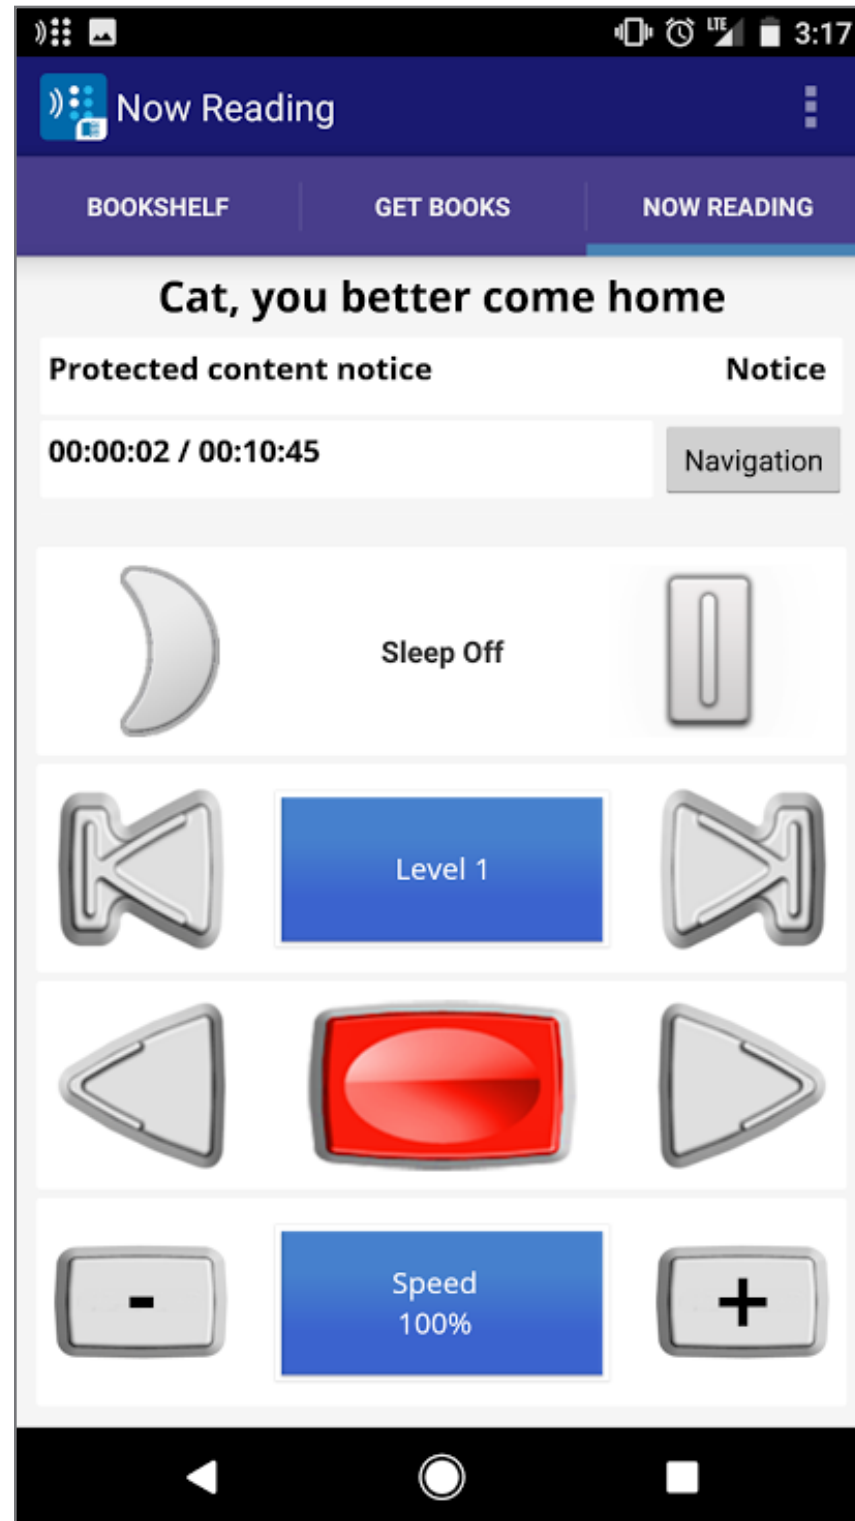 LTE 3:17
Now Reading
BOOKSHELF GET BOOKS NOW READING
Cat, you better come home
Protected content notice Notice
00:00:02 / 00:10:45 Navigation
Sleep Off
Level 1
- Speed +
100%